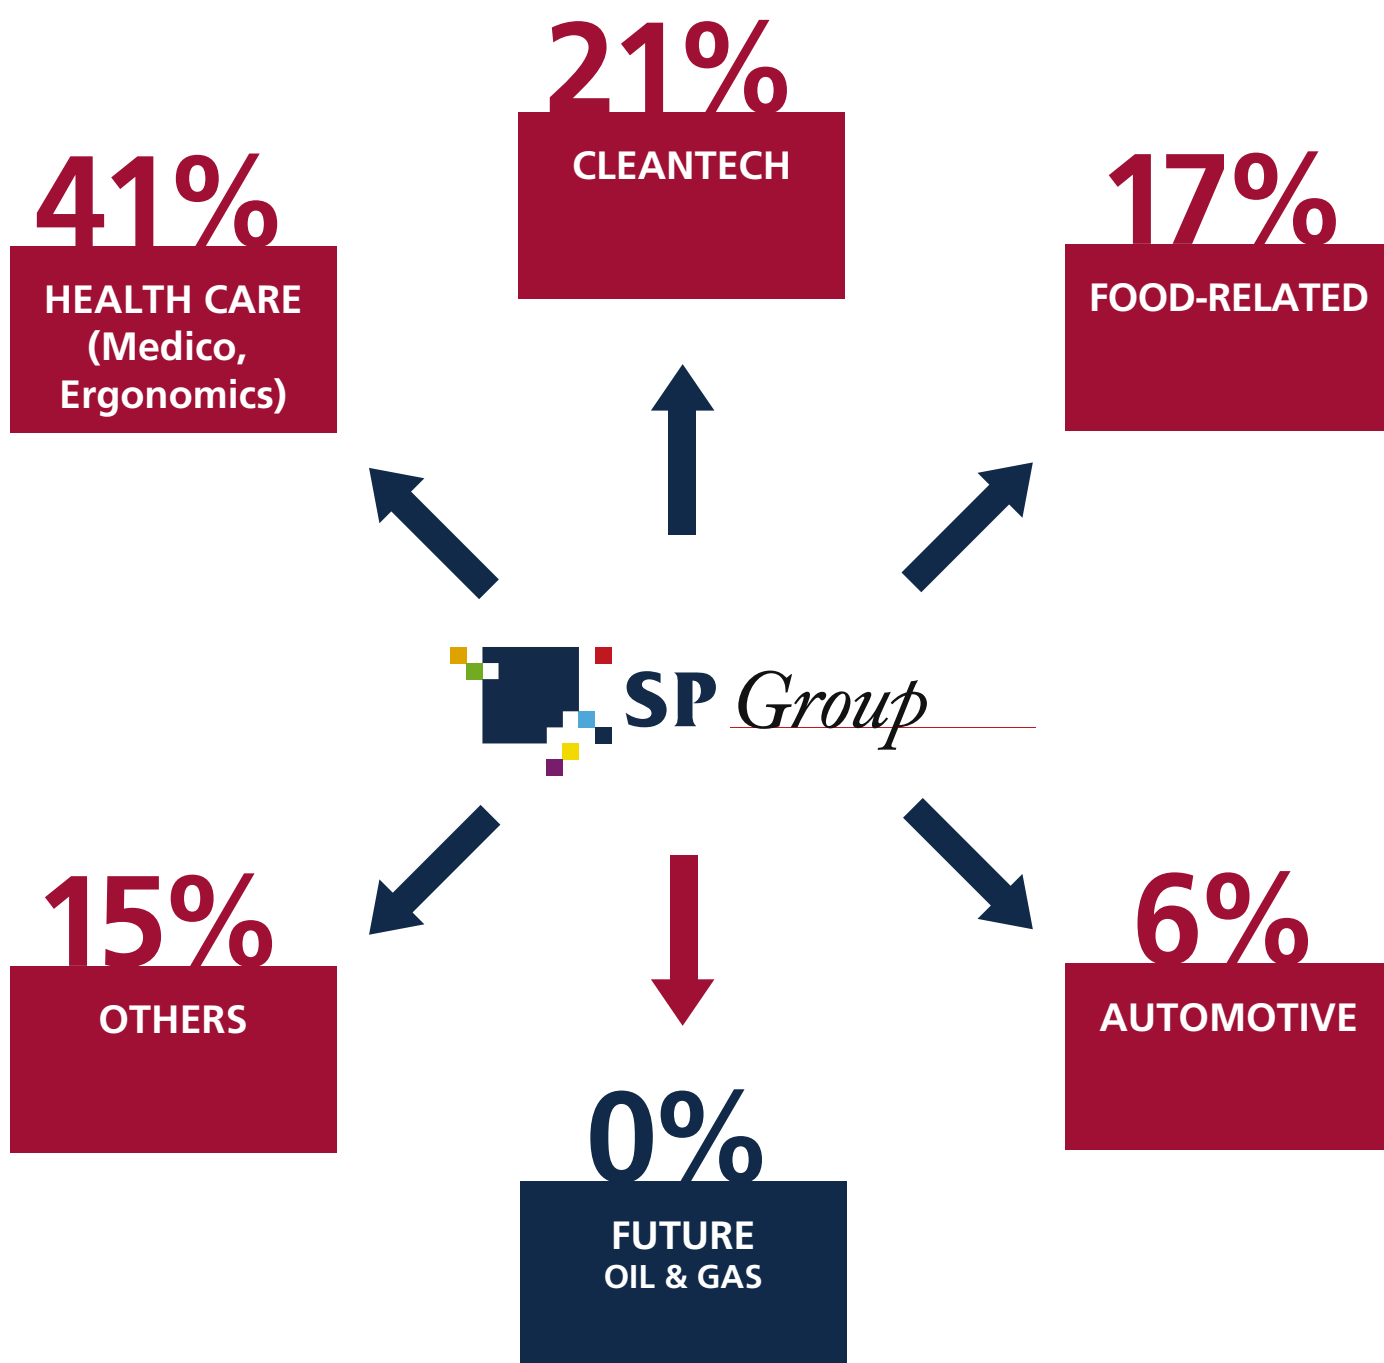 21%
CLEANTECH
41%
HEALTH CARE
(Medico,
Ergonomics)
17%
FOOD-RELATED
SP Group
15%
OTHERS
6%
AUTOMOTIVE
0%
FUTURE
OIL & GAS